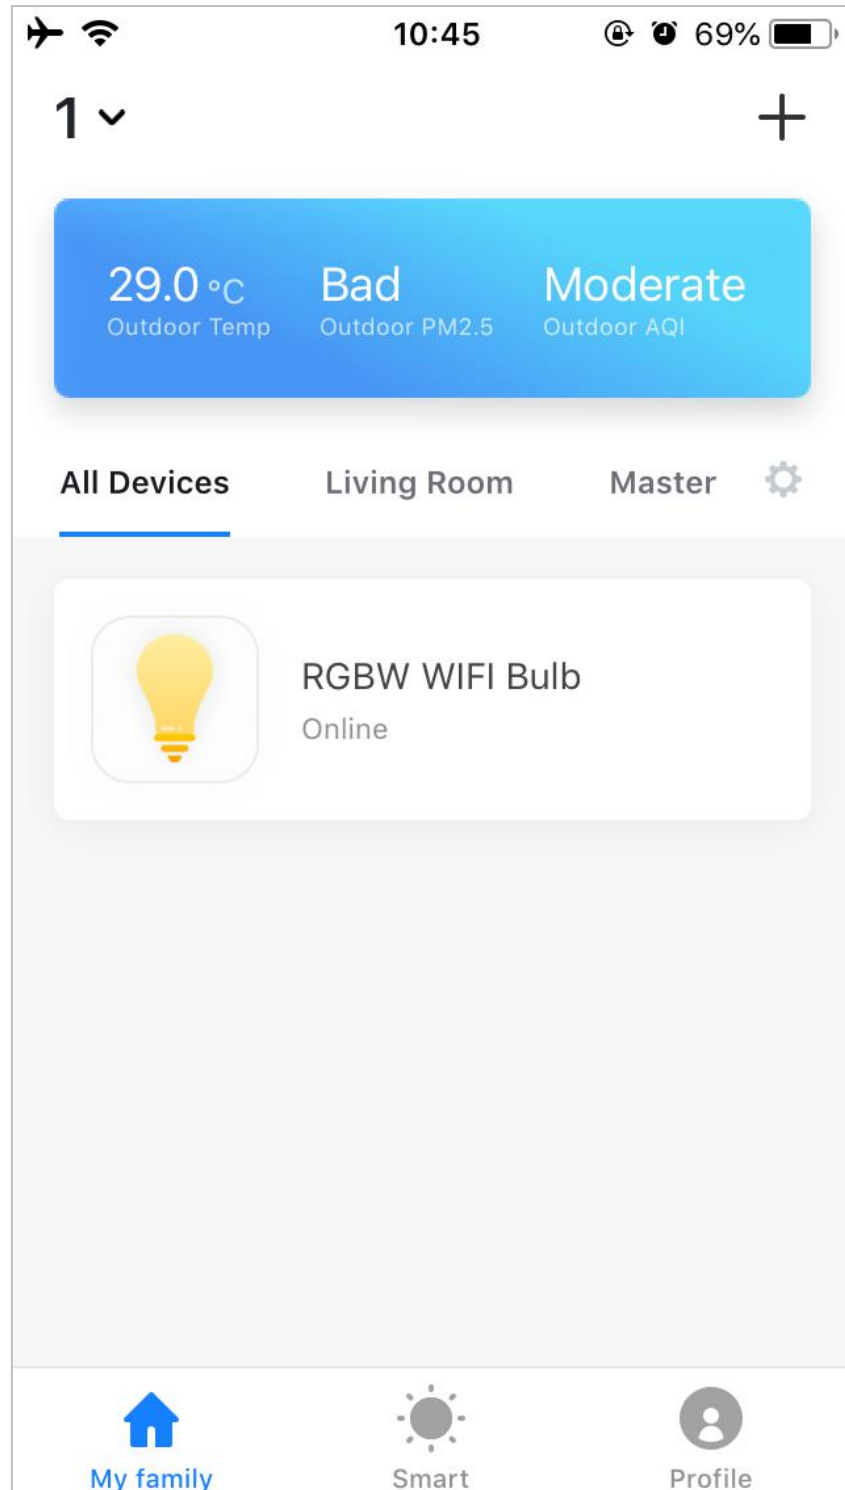 10:45 69%
1
29.0 °C Bad Moderate
Outdoor Temp Outdoor PM2.5 Outdoor AQI
All Devices Living Room Master
RGBW WIFI Bulb
Online
My family Smart Profile